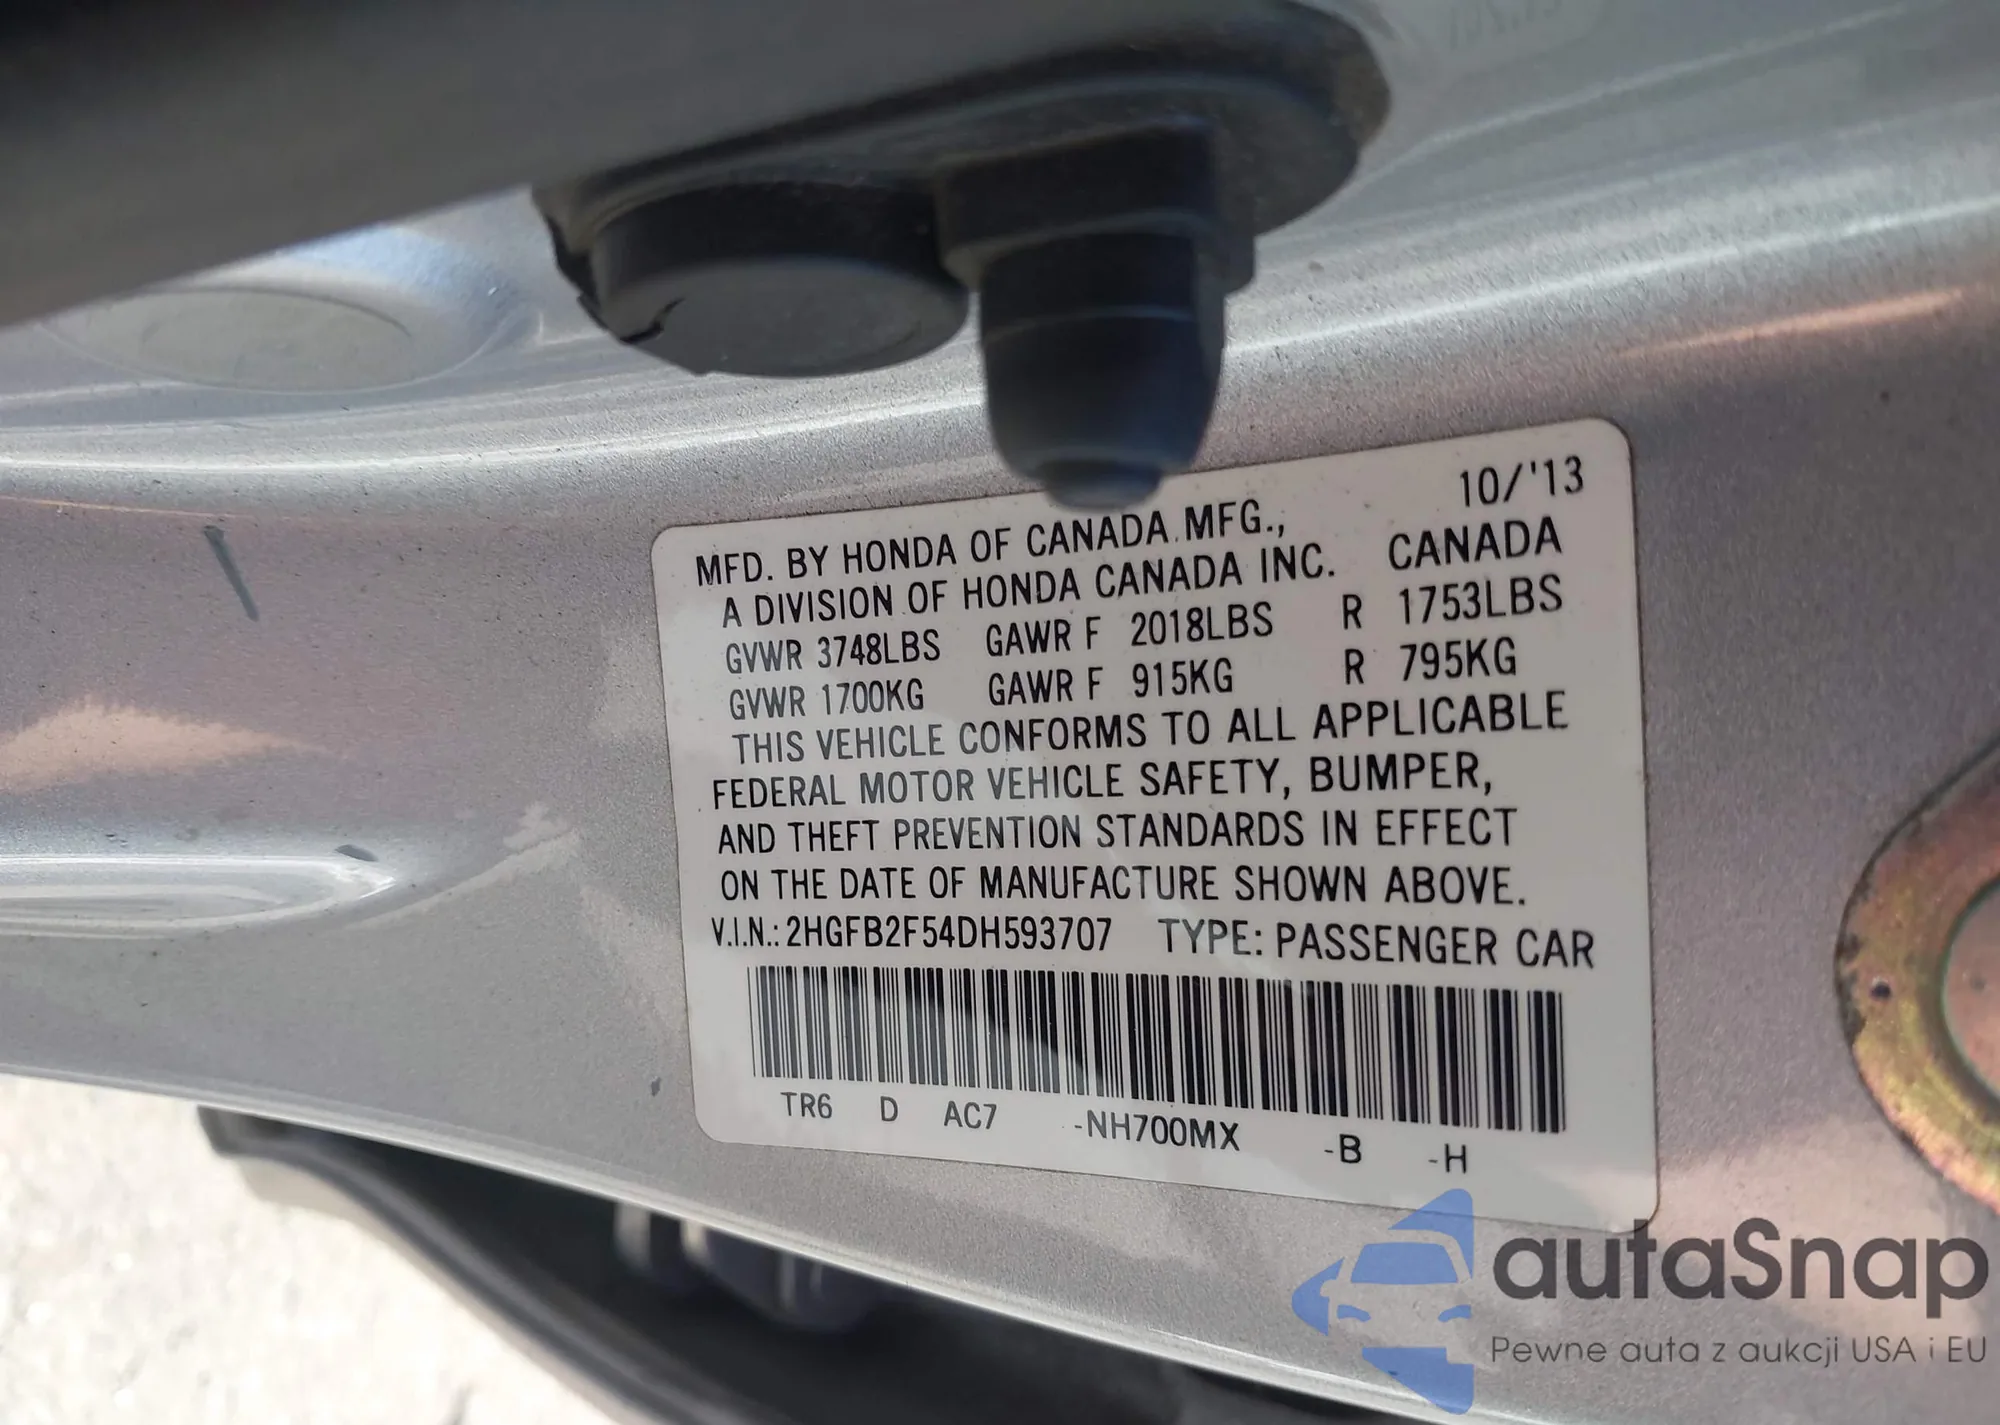 10/'13
MFD. BY HONDA OF CANADA MFG.,
A DIVISION OF HONDA CANADA INC. CANADA
GVWR 3748LBS GAWR F 2018LBS R 1753LBS
GVWR 1700KG GAWR F 915KG R 795KG
THIS VEHICLE CONFORMS TO ALL APPLICABLE
FEDERAL MOTOR VEHICLE SAFETY, BUMPER,
AND THEFT PREVENTION STANDARDS IN EFFECT
ON THE DATE OF MANUFACTURE SHOWN ABOVE.
V.I.N.: 2HGFB2F54DH593707 TYPE: PASSENGER CAR
TR6 D AC7 -NH700MX -B -H
autaSnap
Pewne auta z aukcji USA i EU